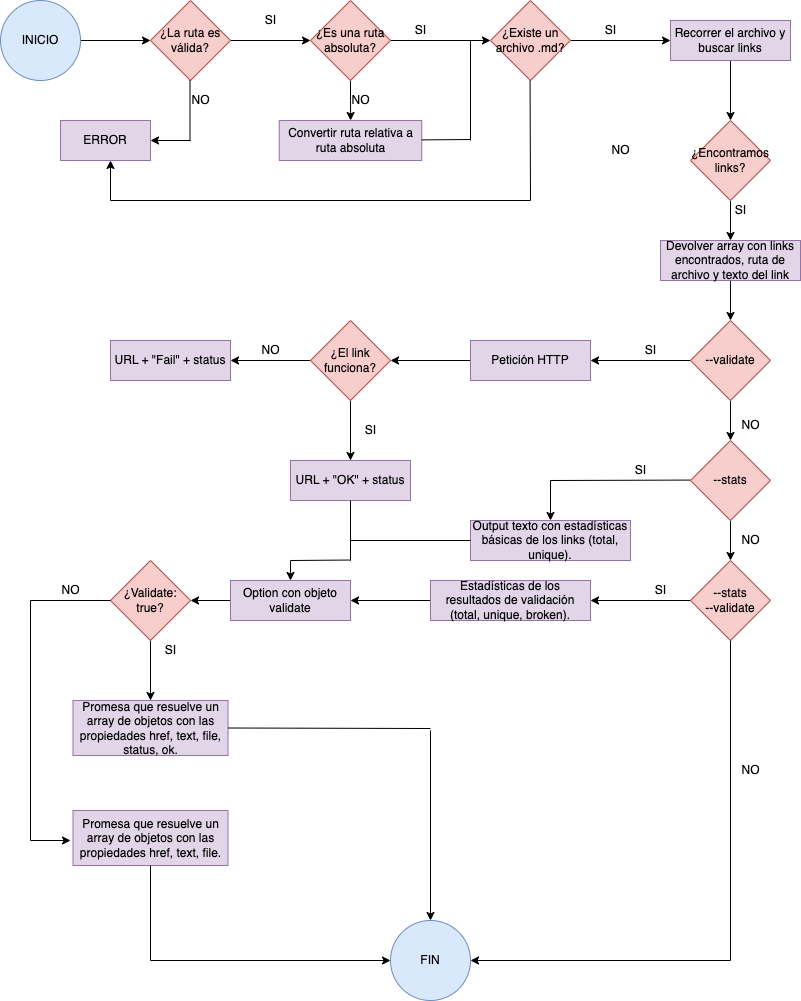 INICIO
¿La ruta es
válida?
SI
¿Es una ruta
absoluta?
SI
¿Existe un
archivo .md?
SI
Recorrer el archivo y
buscar links
NO
NO
ERROR
Convertir ruta relativa a
ruta absoluta
NO
¿Encontramos
links?
SI
Devolver array con links
encontrados, ruta de
archivo y texto del link
URL + "Fail" + status
NO
¿El link
funciona?
Petición HTTP
SI
--validate
SI
NO
URL + "OK" + status
SI
--stats
Output texto con estadísticas
básicas de los links (total,
unique).
NO
NO
¿Validate:
true?
Option con objeto
validate
Estadísticas de los
resultados de validación
(total, unique, broken).
SI
--stats
--validate
SI
Promesa que resuelve un
array de objetos con las
propiedades href, text, file,
status, ok.
NO
Promesa que resuelve un
array de objetos con las
propiedades href, text, file.
FIN